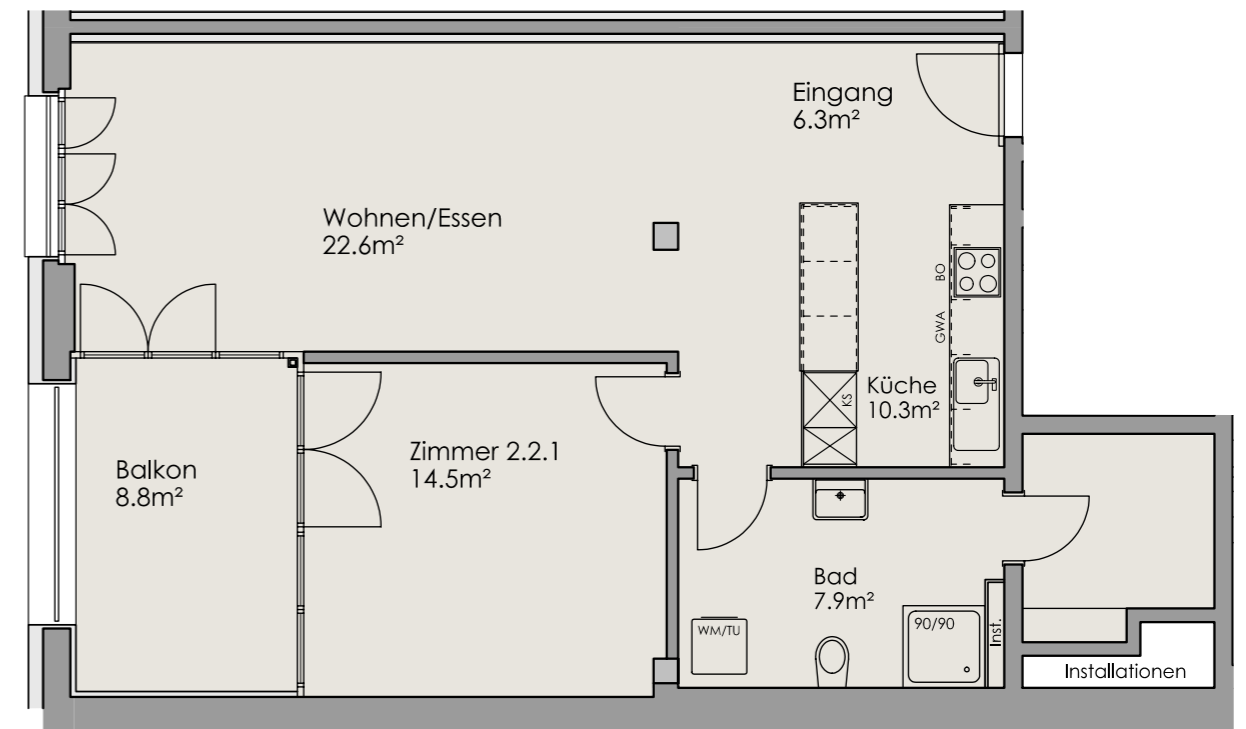 Eingang
6.3m²
Wohnen/Essen
22.6m²
BO
GWA
Küche
10.3m²
KS
Zimmer 2.2.1
14.5m²
Balkon
8.8m²
Bad
7.9m²
WM/TU
90/90
Inst.
Installationen